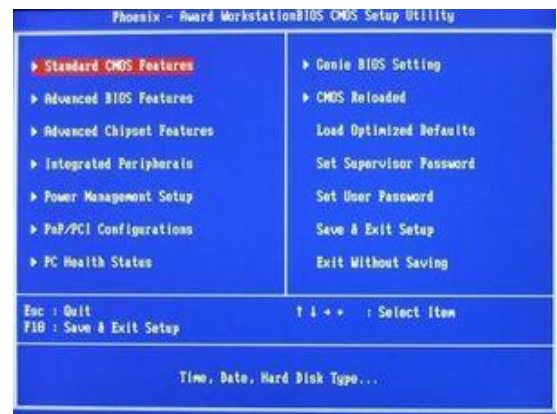 Phoenix - Award WorkstationBIOS CMOS Setup Utility
▶ Standard CMOS Features
▶ Advanced BIOS Features
▶ Advanced Chipset Features
▶ Integrated Peripherals
▶ Power Management Setup
▶ PnP/PCI Configurations
▶ PC Health Status
▶ Genie BIOS Setting
▶ CMOS Reloaded
Load Optimized Defaults
Set Supervisor Password
Set User Password
Save & Exit Setup
Exit Without Saving
Esc : Quit
F10 : Save & Exit Setup
↑ ↓ → ← : Select Item
Time, Date, Hard Disk Type...